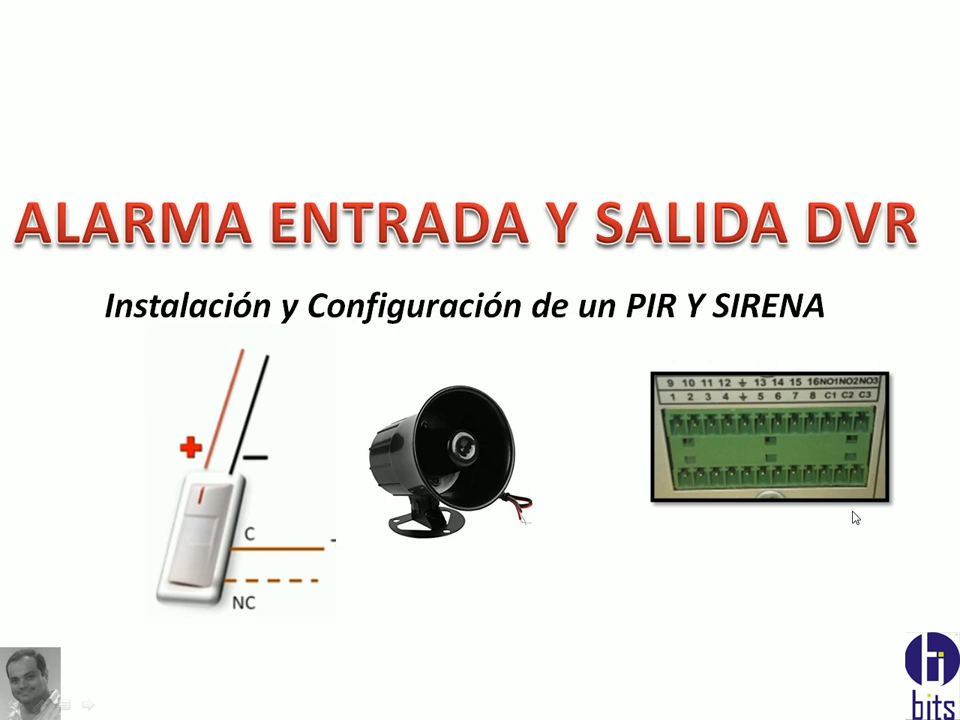 ALARMA ENTRADA Y SALIDA DVR
Instalación y Configuración de un PIR Y SIRENA
+
−
C
-
NC
9 10 11 12 ⏚ 13 14 15 16 NO1 NO2 NO3
1 2 3 4 ⏚ 5 6 7 8 C1 C2 C3
bits